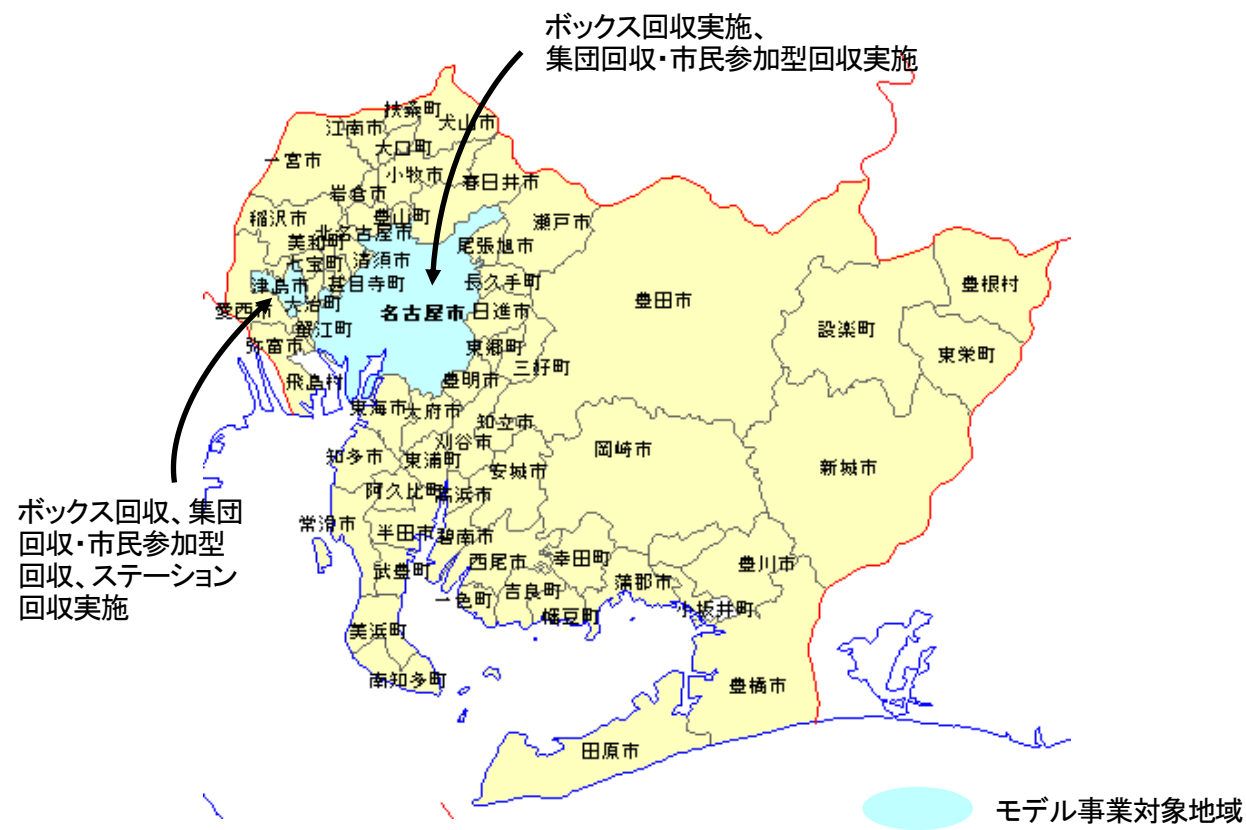 ボックス回収実施、
集団回収・市民参加型回収実施
扶桑町
江南市
犬山市
大口町
一宮市
小牧市
春日井市
岩倉市
稲沢市
豊山町
瀬戸市
北名古屋市
美和町
尾張旭市
七宝町
清須市
津島市
甚目寺町
長久手町
豊根村
豊田市
愛西市
大治町
名古屋市
日進市
蟹江町
設楽町
弥富市
東郷町
東栄町
三好町
飛島村
豊明市
東海市
大府市
知立市
刈谷市
岡崎市
知多市
東浦町
安城市
新城市
阿久比町
高浜市
ボックス回収、集団
回収・市民参加型
回収、ステーション
回収実施
常滑市
半田市
碧南市
西尾市
幸田町
豊川市
武豊町
蒲郡市
一色町
吉良町
幡豆町
小坂井町
美浜町
南知多町
豊橋市
田原市
モデル事業対象地域